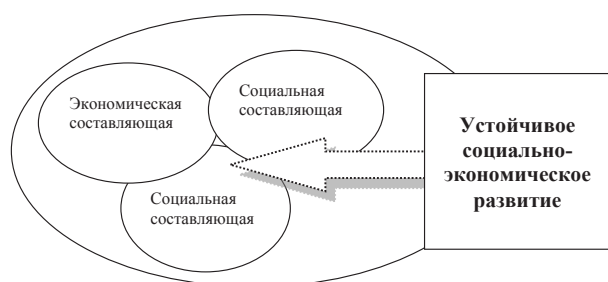 Экономическая
составляющая
Социальная
составляющая
Социальная
составляющая
Устойчивое
социально-
экономическое
развитие